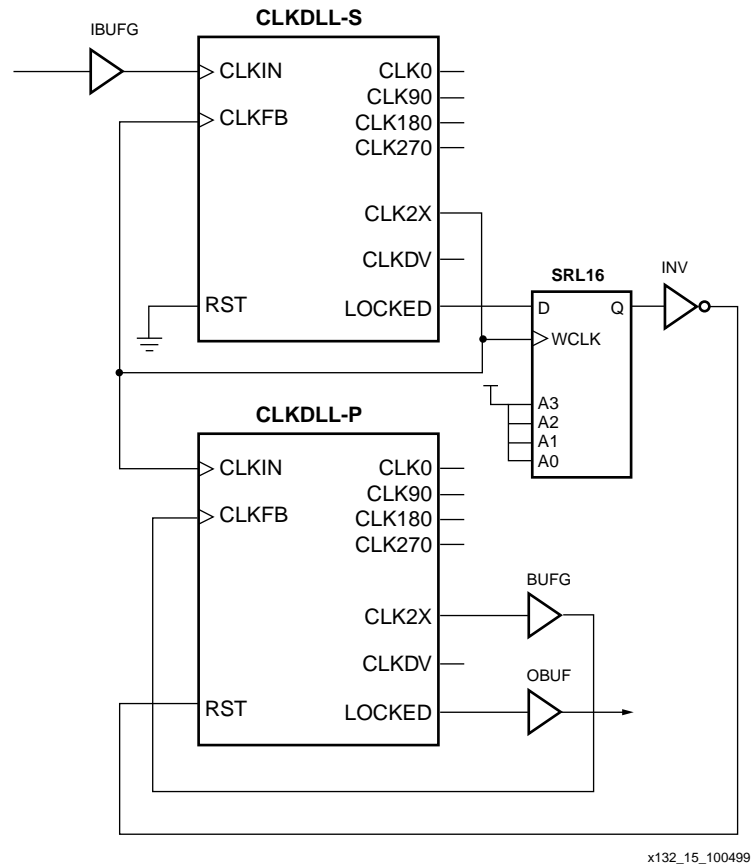 CLKDLL-S
IBUFG
CLKIN
CLKFB
RST
CLK0
CLK90
CLK180
CLK270
CLK2X
CLKDV
LOCKED
SRL16
D
Q
WCLK
A3
A2
A1
A0
INV
CLKDLL-P
CLKIN
CLKFB
RST
CLK0
CLK90
CLK180
CLK270
CLK2X
CLKDV
LOCKED
BUFG
OBUF
x132_15_100499